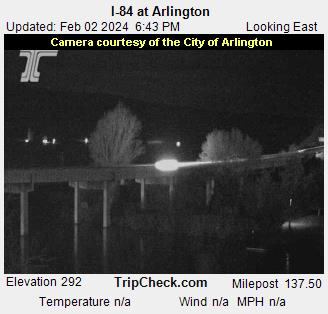 I-84 at Arlington
Updated: Feb 02 2024 6:43 PM Looking East
Camera courtesy of the City of Arlington
Elevation 292 TripCheck.com Milepost 137.50
Temperature n/a Wind n/a MPH n/a